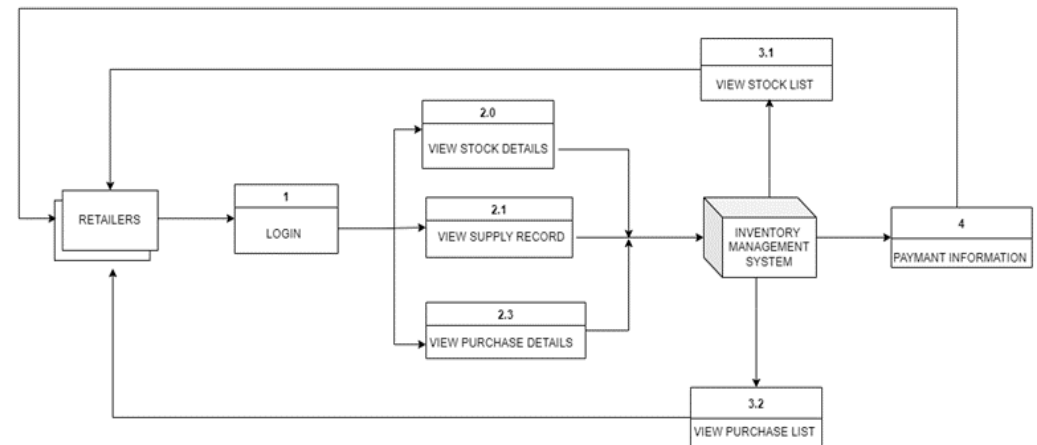 3.1
VIEW STOCK LIST
2.0
VIEW STOCK DETAILS
RETAILERS
1
LOGIN
2.1
VIEW SUPPLY RECORD
INVENTORY
MANAGEMENT
SYSTEM
4
PAYMANT INFORMATION
2.3
VIEW PURCHASE DETAILS
3.2
VIEW PURCHASE LIST